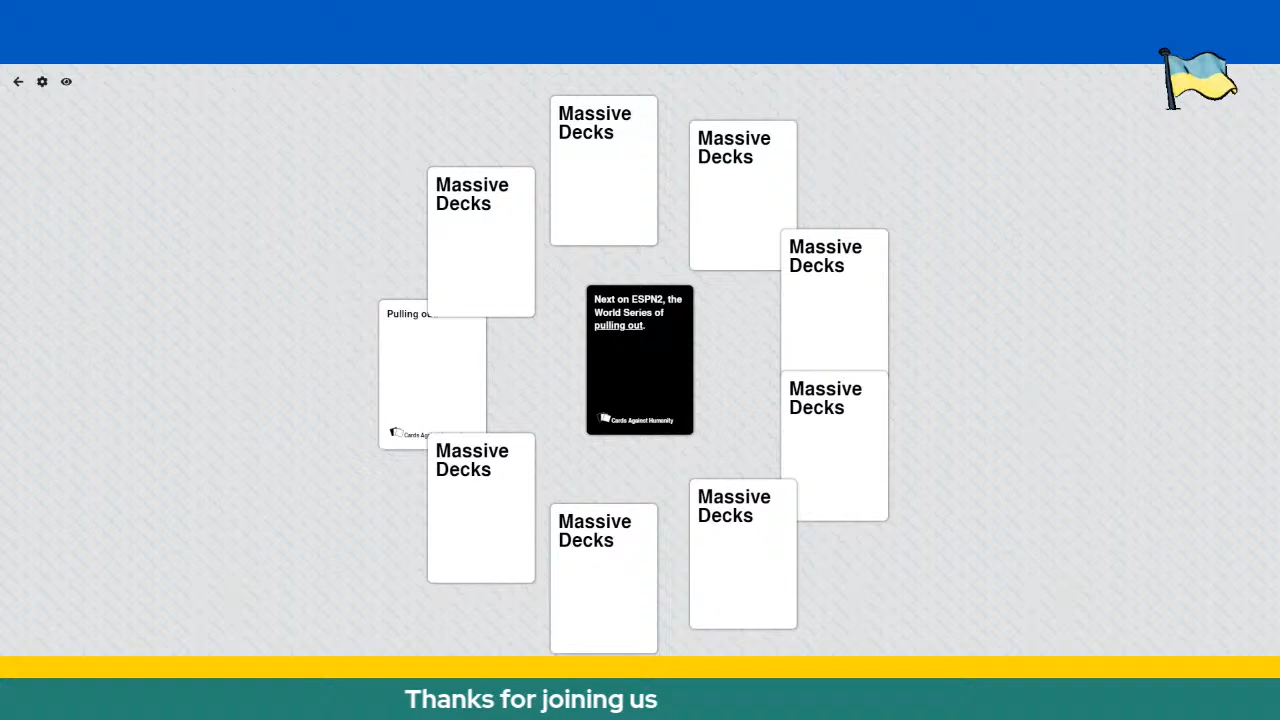 Massive
Decks
Massive
Decks
Massive
Decks
Massive
Decks
Next on ESPN2, the
World Series of
pulling out.
Cards Against Humanity
Pulling
Cards
Massive
Decks
Massive
Decks
Massive
Decks
Massive
Decks
Thanks for joining us